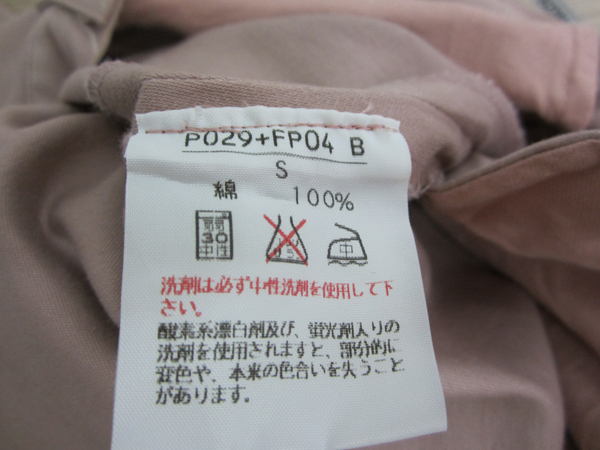 P029+FP04 B
S
綿 100%
弱 30 中性
洗剤は必ず中性洗剤を使用して下
さい。
酸素系漂白剤及び、蛍光剤入りの
洗剤を使用されますと、部分的に
変色や、本来の色合いを失うこと
があります。